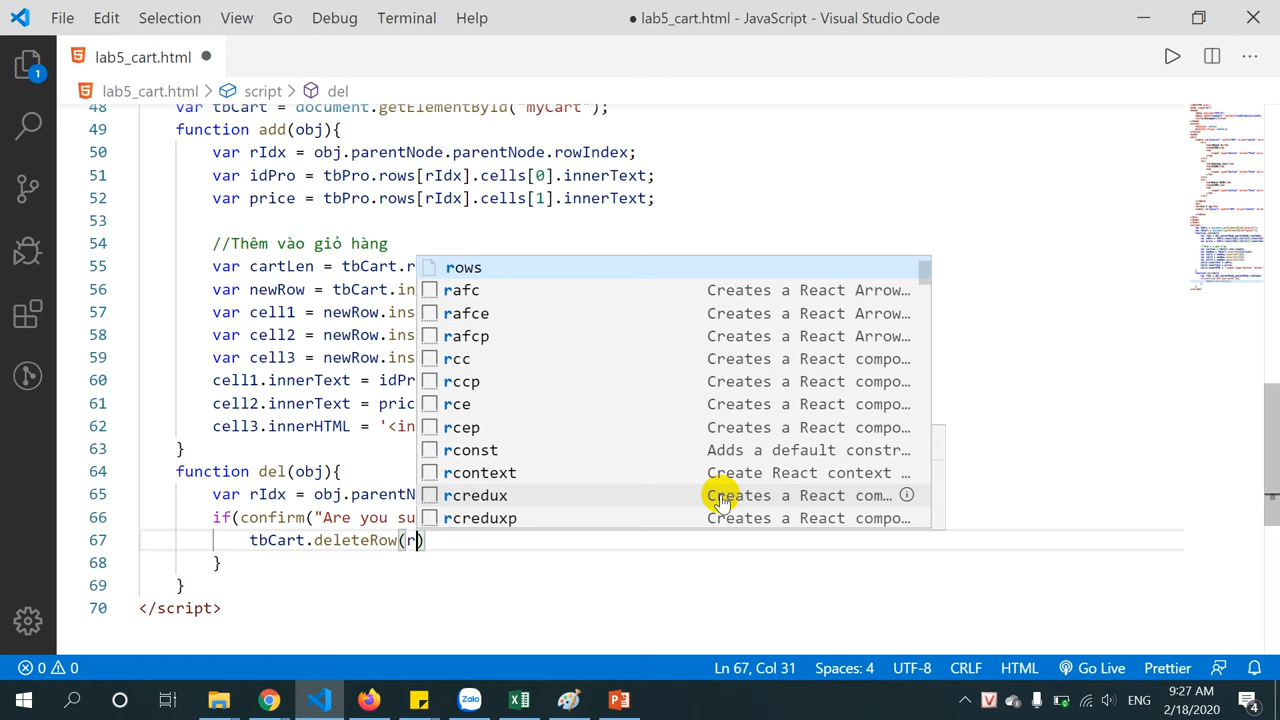 File Edit Selection View Go Debug Terminal Help ● lab5_cart.html - JavaScript - Visual Studio Code
lab5_cart.html ●
lab5_cart.html > script > del
48 var tbCart = document.getElementById("myCart");
49 function add(obj){
50 var rIdx = obj.parentNode.parentNode.rowIndex;
51 var idPro = tbPro.rows[rIdx].cells[0].innerText;
52 var price = tbPro.rows[rIdx].cells[1].innerText;
53
54 //Thêm vào giỏ hàng
55 var cartLen = tbCart.r
56 var newRow = tbCart.in
57 var cell1 = newRow.ins
58 var cell2 = newRow.ins
59 var cell3 = newRow.ins
60 cell1.innerText = idPr
61 cell2.innerText = pric
62 cell3.innerHTML = '<in
63 }
64 function del(obj){
65 var rIdx = obj.parentN
66 if(confirm("Are you su
67 tbCart.deleteRow(r)
68 }
69 }
70 </script>
rows
rafc Creates a React Arrow…
rafce Creates a React Arrow…
rafcp Creates a React Arrow…
rcc Creates a React compo…
rccp Creates a React compo…
rce Creates a React compo…
rcep Creates a React compo…
rconst Adds a default constr…
rcontext Create React context …
rcredux Creates a React com…
rcreduxp Creates a React compo…
1
0 0 Ln 67, Col 31 Spaces: 4 UTF-8 CRLF HTML Go Live Prettier
Zalo ENG 9:27 AM
2/18/2020 4